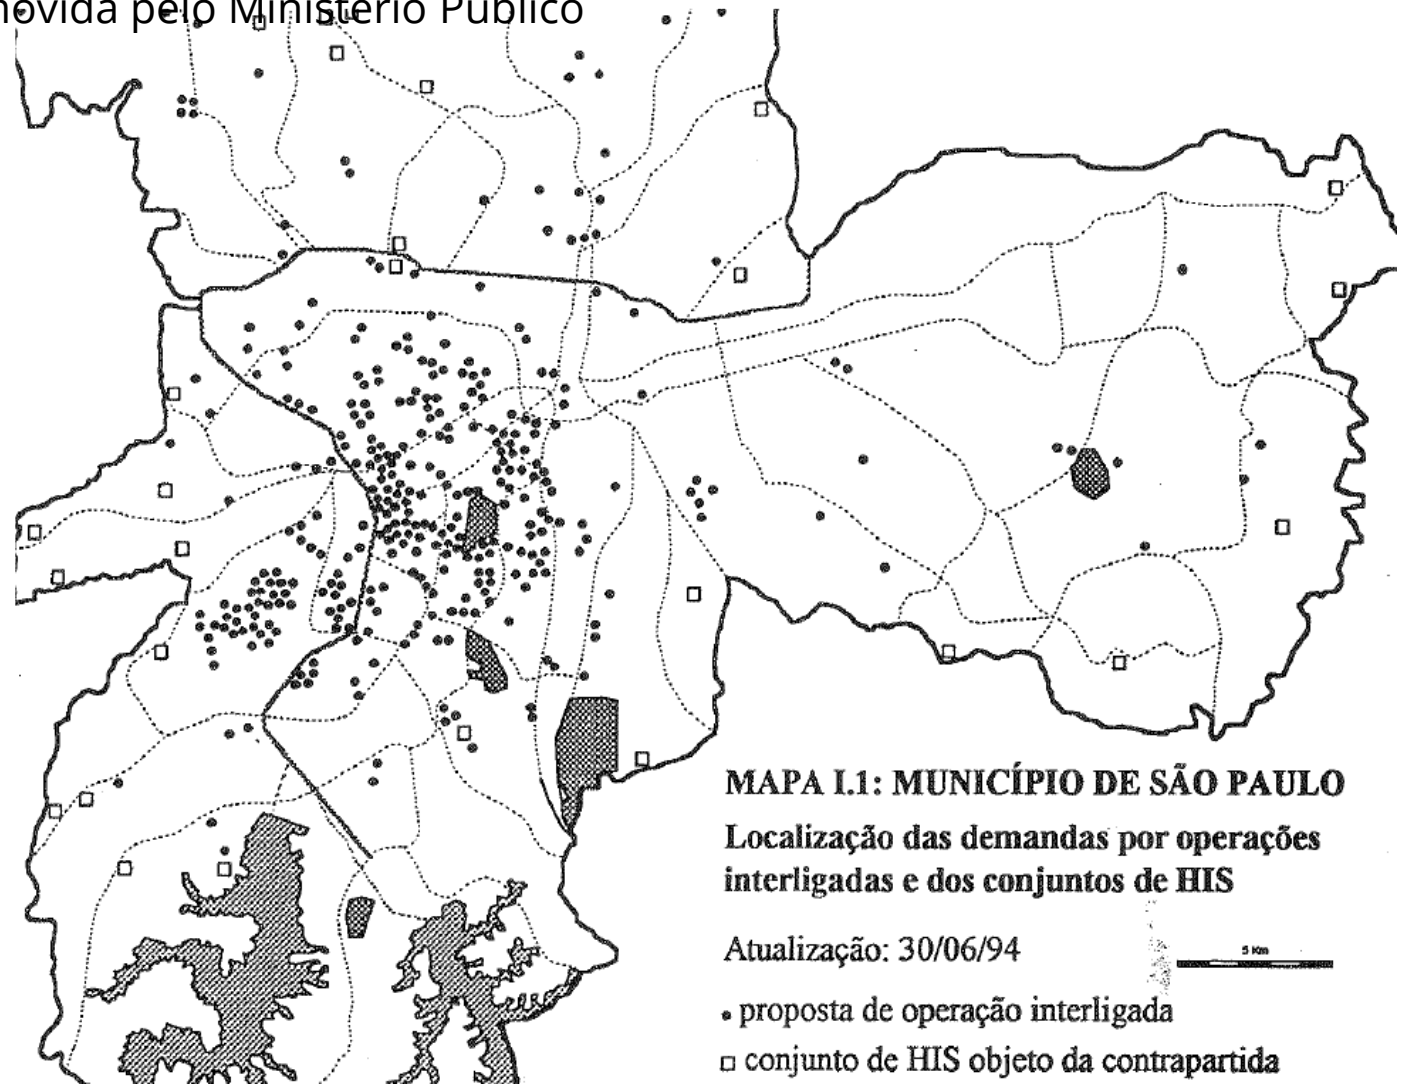 movida pelo Ministério Público
MAPA I.1: MUNICÍPIO DE SÃO PAULO
Localização das demandas por operações
interligadas e dos conjuntos de HIS
Atualização: 30/06/94
5 Km
proposta de operação interligada
conjunto de HIS objeto da contrapartida